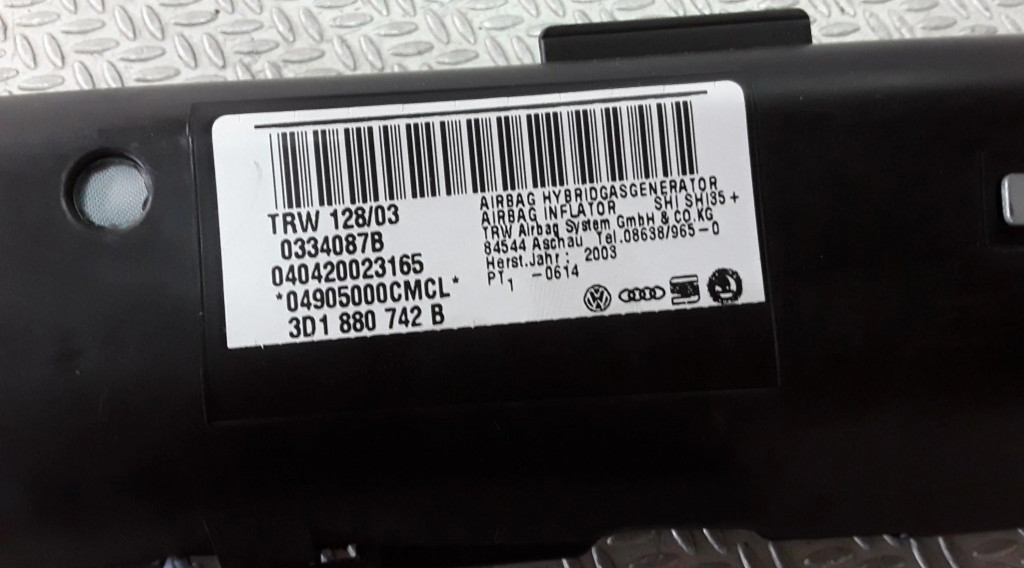 TRW 128/03
0334087B
040420023165
*04905000CMCL*
3D1 880 742 B
AIRBAG HYBRIDGASGENERATOR
AIRBAG INFLATOR SHI SHI35 +
TRW Airbag System GmbH & CO.KG
84544 Aschau Tel.08638/965-0
Herst.Jahr: 2003
PT1 -0614